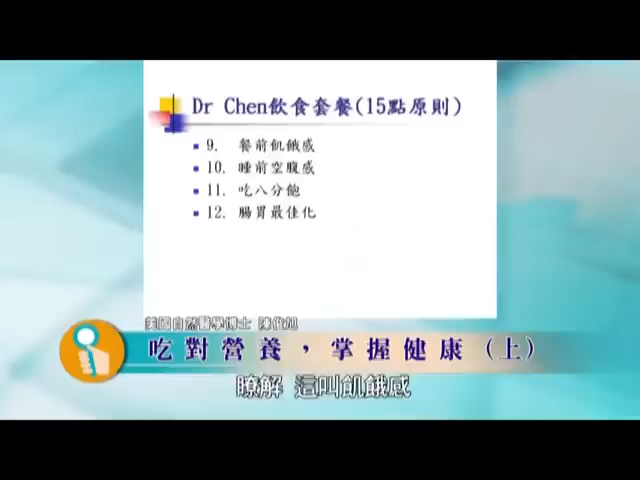 Dr Chen飲食套餐(15點原則)
9. 餐前飢餓感
10. 睡前空腹感
11. 吃八分飽
12. 腸胃最佳化
美國自然醫學博士 陳俊旭
吃對營養，掌握健康(上)
瞭解 這叫飢餓感